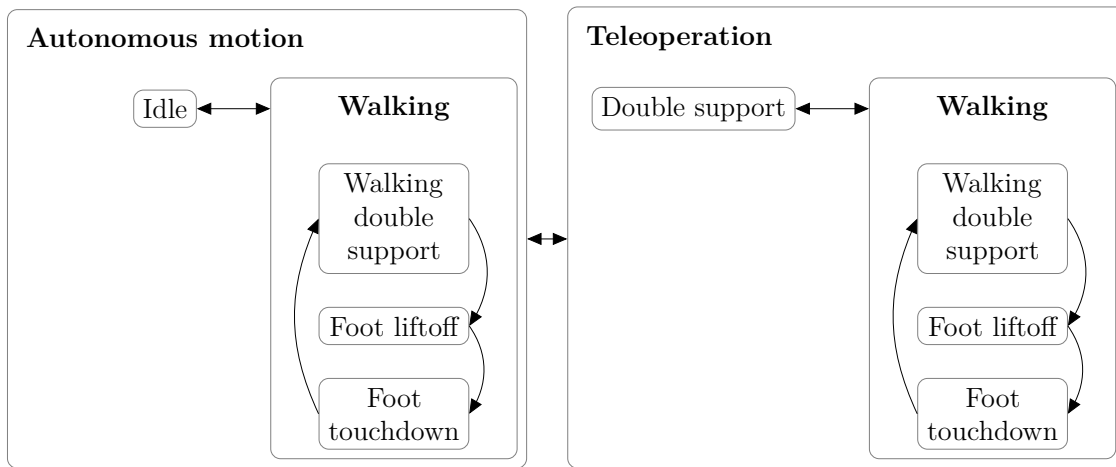 Autonomous motion
Idle
Walking
Walking
double
support
Foot liftoff
Foot
touchdown
Teleoperation
Double support
Walking
Walking
double
support
Foot liftoff
Foot
touchdown